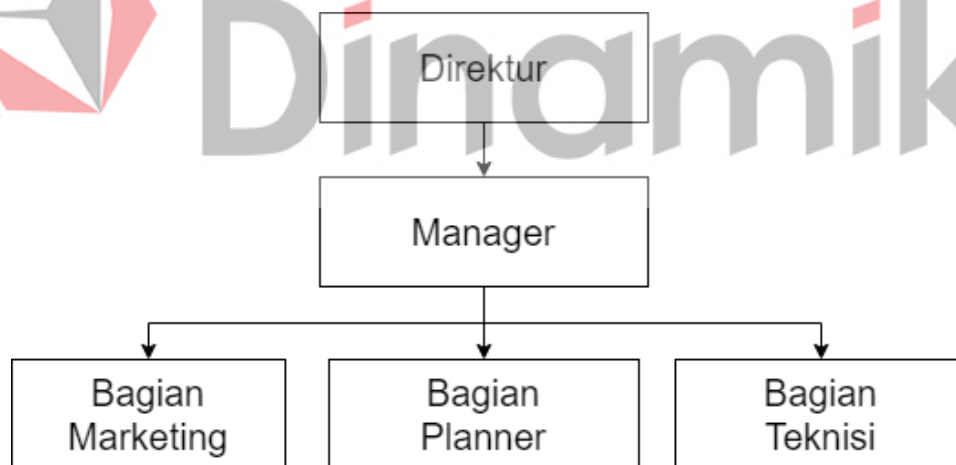 Dinamik
Direktur
Manager
Bagian
Marketing
Bagian
Planner
Bagian
Teknisi